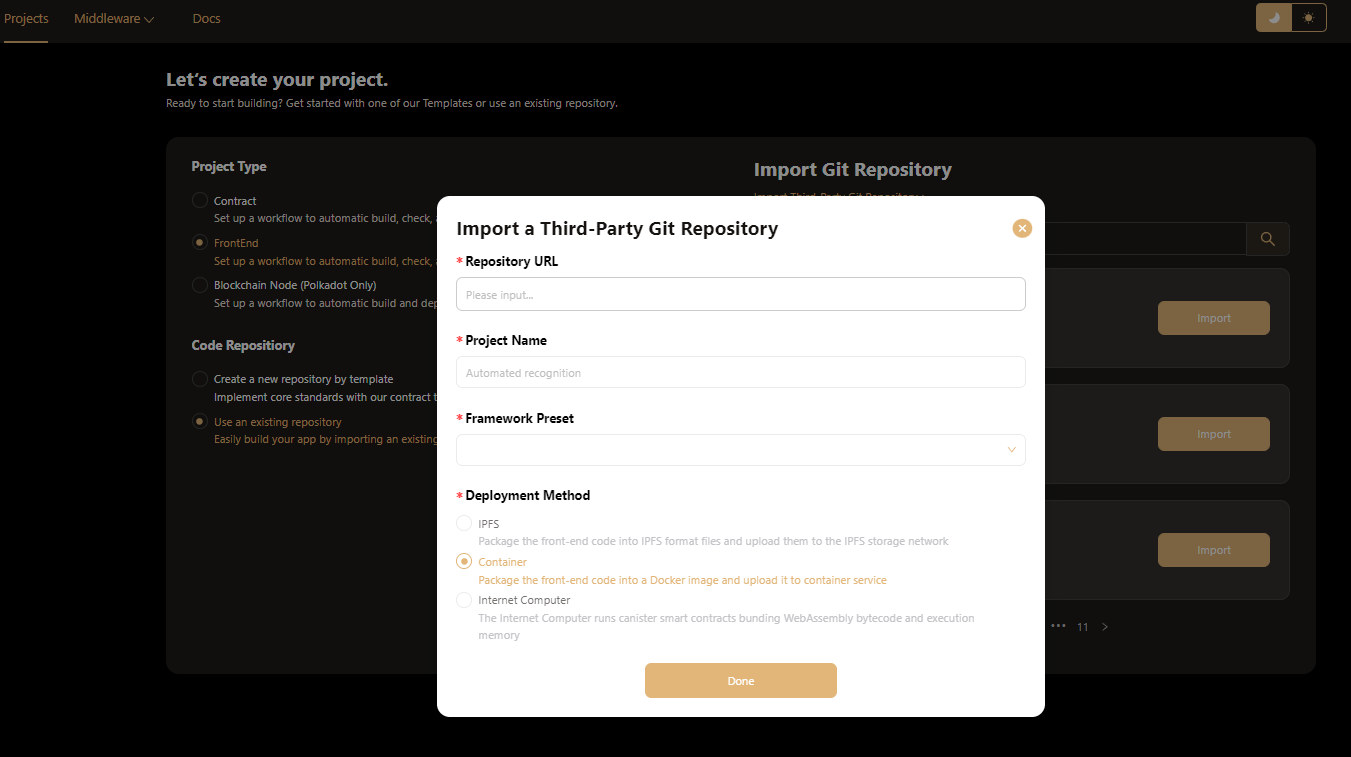 Projects
Middleware
Docs
Let's create your project.
Ready to start building? Get started with one of our Templates or use an existing repository.
Project Type
Contract
Set up a workflow to automatic build, check,
FrontEnd
Set up a workflow to automatic build, check,
Blockchain Node (Polkadot Only)
Set up a workflow to automatic build and dep
Code Repositiory
Create a new repository by template
Implement core standards with our contract t
Use an existing repository
Easily build your app by importing an existing
Import Git Repository
Import Third-Party Git Repository
Import
Import
Import
••• 11 >
Import a Third-Party Git Repository
* Repository URL
Please input...
* Project Name
Automated recognition
* Framework Preset
* Deployment Method
IPFS
Package the front-end code into IPFS format files and upload them to the IPFS storage network
Container
Package the front-end code into a Docker image and upload it to container service
Internet Computer
The Internet Computer runs canister smart contracts bunding WebAssembly bytecode and execution
memory
Done